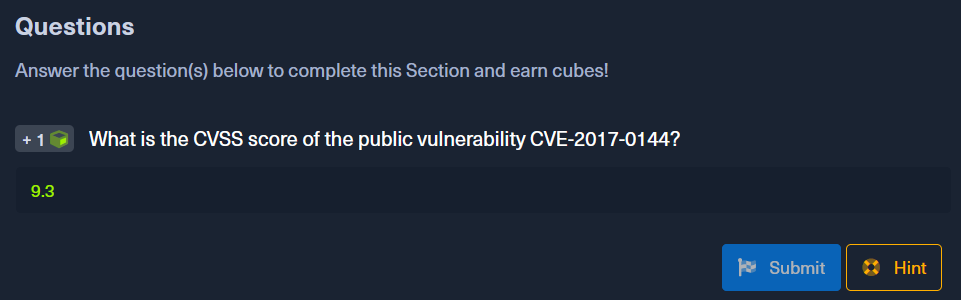 Questions
Answer the question(s) below to complete this Section and earn cubes!
+ 1 What is the CVSS score of the public vulnerability CVE-2017-0144?
9.3
Submit Hint